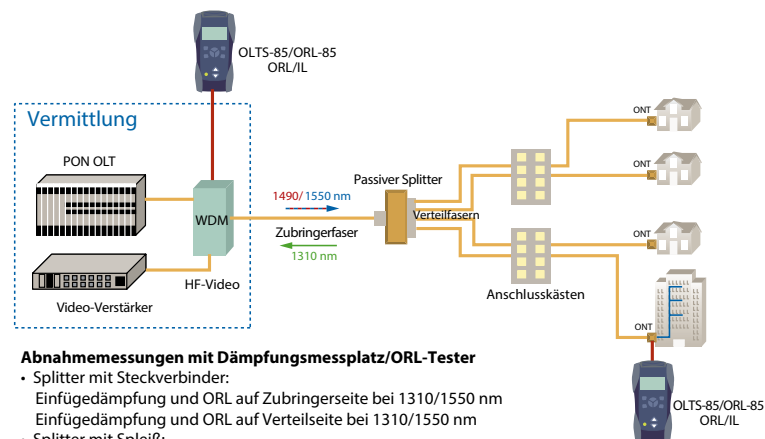 OLTS-85/ORL-85
ORL/IL
Vermittlung
PON OLT
WDM
HF-Video
Video-Verstärker
1490/1550 nm
Zubringerfaser
1310 nm
Passiver Splitter
Verteilfasern
Anschlusskästen
ONT
ONT
ONT
ONT
OLTS-85/ORL-85
ORL/IL
Abnahmemessungen mit Dämpfungsmessplatz/ORL-Tester
• Splitter mit Steckverbinder:
Einfügedämpfung und ORL auf Zubringerseite bei 1310/1550 nm
Einfügedämpfung und ORL auf Verteilseite bei 1310/1550 nm
• Splitter mit Spleiß: